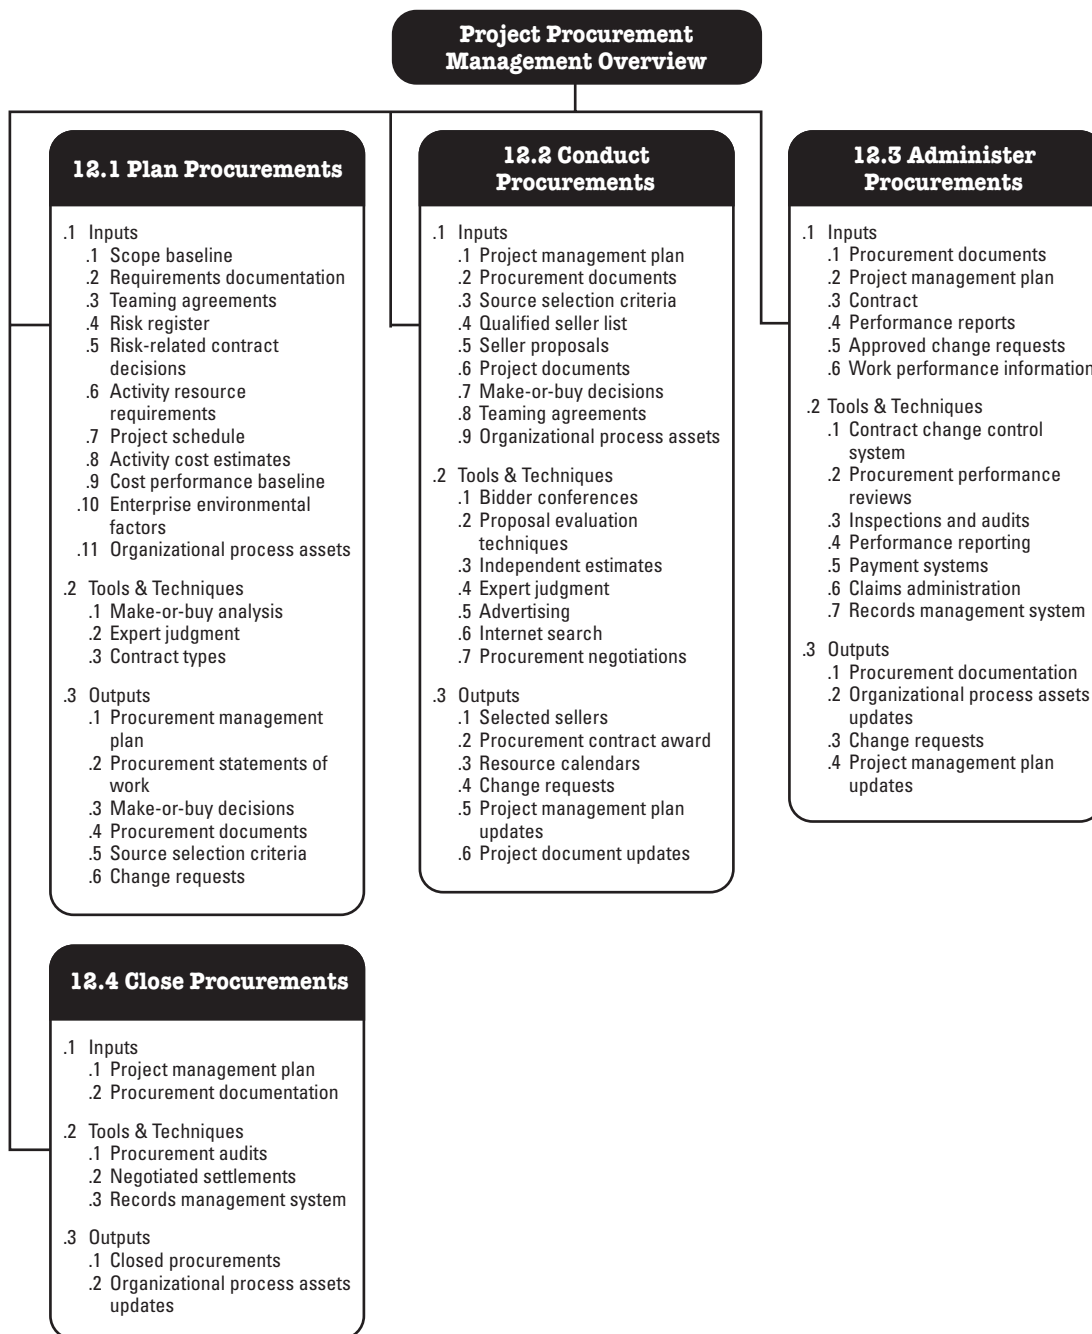 Project Procurement
Management Overview
12.1 Plan Procurements
.1 Inputs
.1 Scope baseline
.2 Requirements documentation
.3 Teaming agreements
.4 Risk register
.5 Risk-related contract
decisions
.6 Activity resource
requirements
.7 Project schedule
.8 Activity cost estimates
.9 Cost performance baseline
.10 Enterprise environmental
factors
.11 Organizational process assets
.2 Tools & Techniques
.1 Make-or-buy analysis
.2 Expert judgment
.3 Contract types
.3 Outputs
.1 Procurement management
plan
.2 Procurement statements of
work
.3 Make-or-buy decisions
.4 Procurement documents
.5 Source selection criteria
.6 Change requests
12.2 Conduct
Procurements
.1 Inputs
.1 Project management plan
.2 Procurement documents
.3 Source selection criteria
.4 Qualified seller list
.5 Seller proposals
.6 Project documents
.7 Make-or-buy decisions
.8 Teaming agreements
.9 Organizational process assets
.2 Tools & Techniques
.1 Bidder conferences
.2 Proposal evaluation
techniques
.3 Independent estimates
.4 Expert judgment
.5 Advertising
.6 Internet search
.7 Procurement negotiations
.3 Outputs
.1 Selected sellers
.2 Procurement contract award
.3 Resource calendars
.4 Change requests
.5 Project management plan
updates
.6 Project document updates
12.3 Administer
Procurements
.1 Inputs
.1 Procurement documents
.2 Project management plan
.3 Contract
.4 Performance reports
.5 Approved change requests
.6 Work performance information
.2 Tools & Techniques
.1 Contract change control
system
.2 Procurement performance
reviews
.3 Inspections and audits
.4 Performance reporting
.5 Payment systems
.6 Claims administration
.7 Records management system
.3 Outputs
.1 Procurement documentation
.2 Organizational process assets
updates
.3 Change requests
.4 Project management plan
updates
12.4 Close Procurements
.1 Inputs
.1 Project management plan
.2 Procurement documentation
.2 Tools & Techniques
.1 Procurement audits
.2 Negotiated settlements
.3 Records management system
.3 Outputs
.1 Closed procurements
.2 Organizational process assets
updates